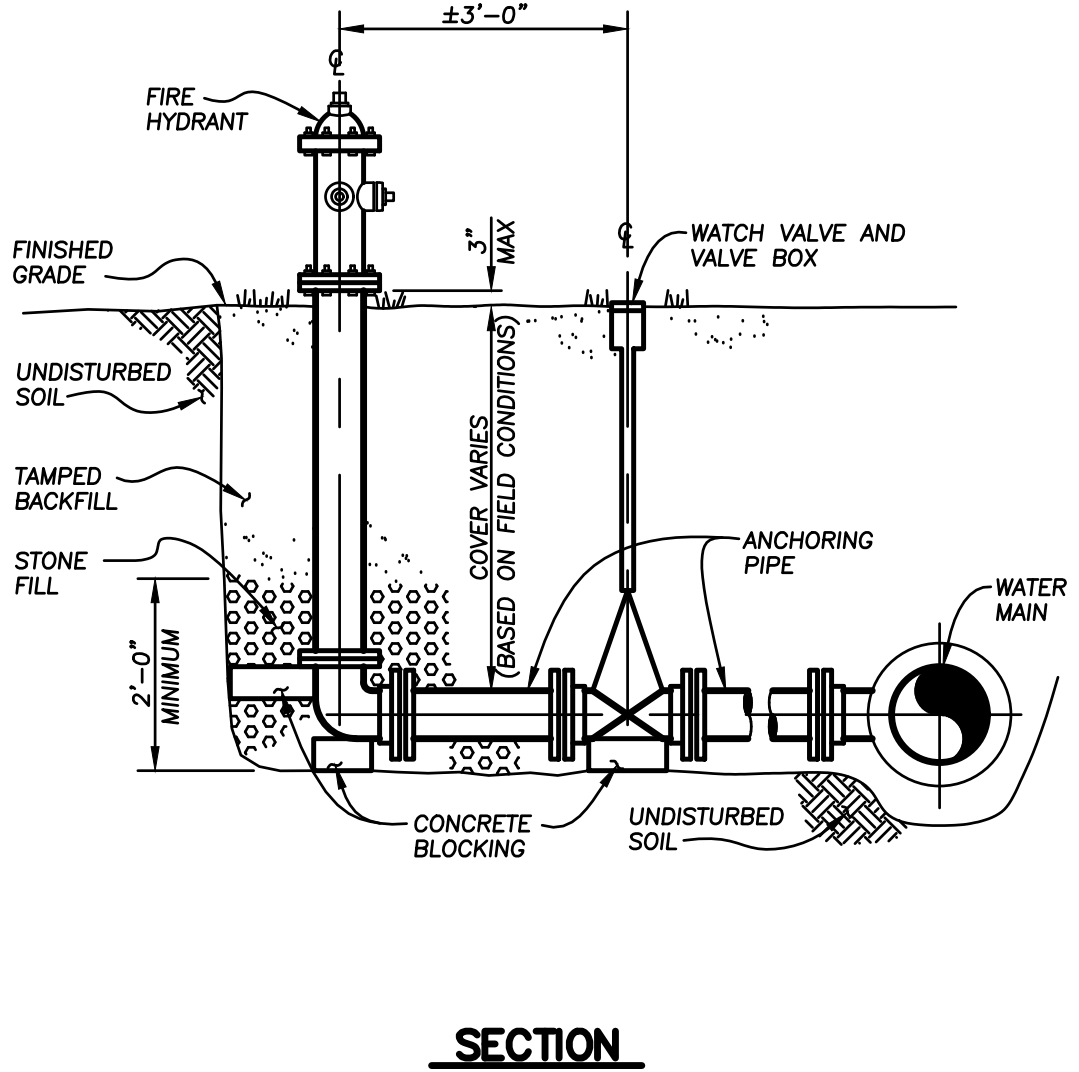 ±3'-0"
℄
FIRE
HYDRANT
3"
MAX
℄
WATCH VALVE AND
VALVE BOX
FINISHED
GRADE
UNDISTURBED
SOIL
TAMPED
BACKFILL
STONE
FILL
COVER VARIES
(BASED ON FIELD CONDITIONS)
ANCHORING
PIPE
WATER
MAIN
2'-0"
MINIMUM
CONCRETE
BLOCKING
UNDISTURBED
SOIL
SECTION